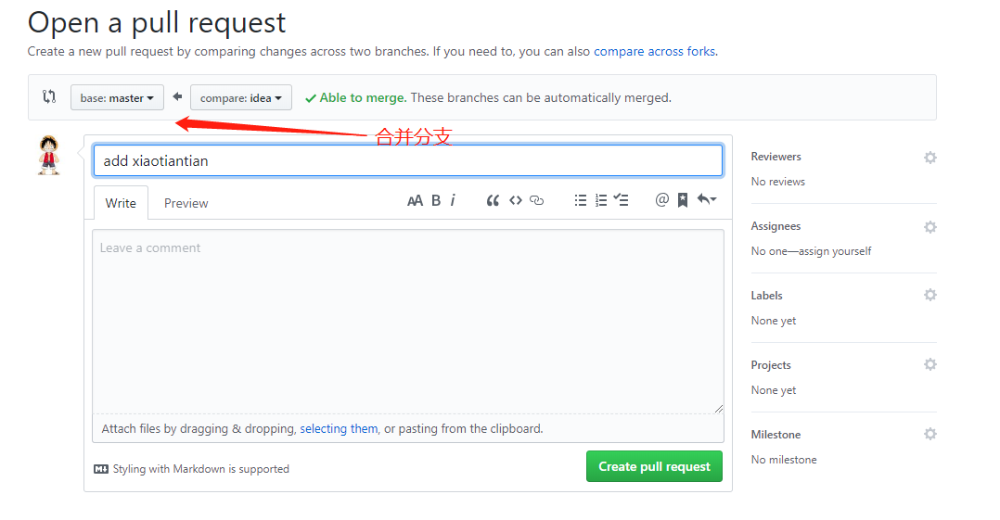 Open a pull request
Create a new pull request by comparing changes across two branches. If you need to, you can also compare across forks.
base: master compare: idea Able to merge. These branches can be automatically merged.
合并分支
add xiaotiantian
Write Preview
AA B i
Leave a comment
Attach files by dragging & dropping, selecting them, or pasting from the clipboard.
Styling with Markdown is supported
Create pull request
Reviewers
No reviews
Assignees
No one—assign yourself
Labels
None yet
Projects
None yet
Milestone
No milestone